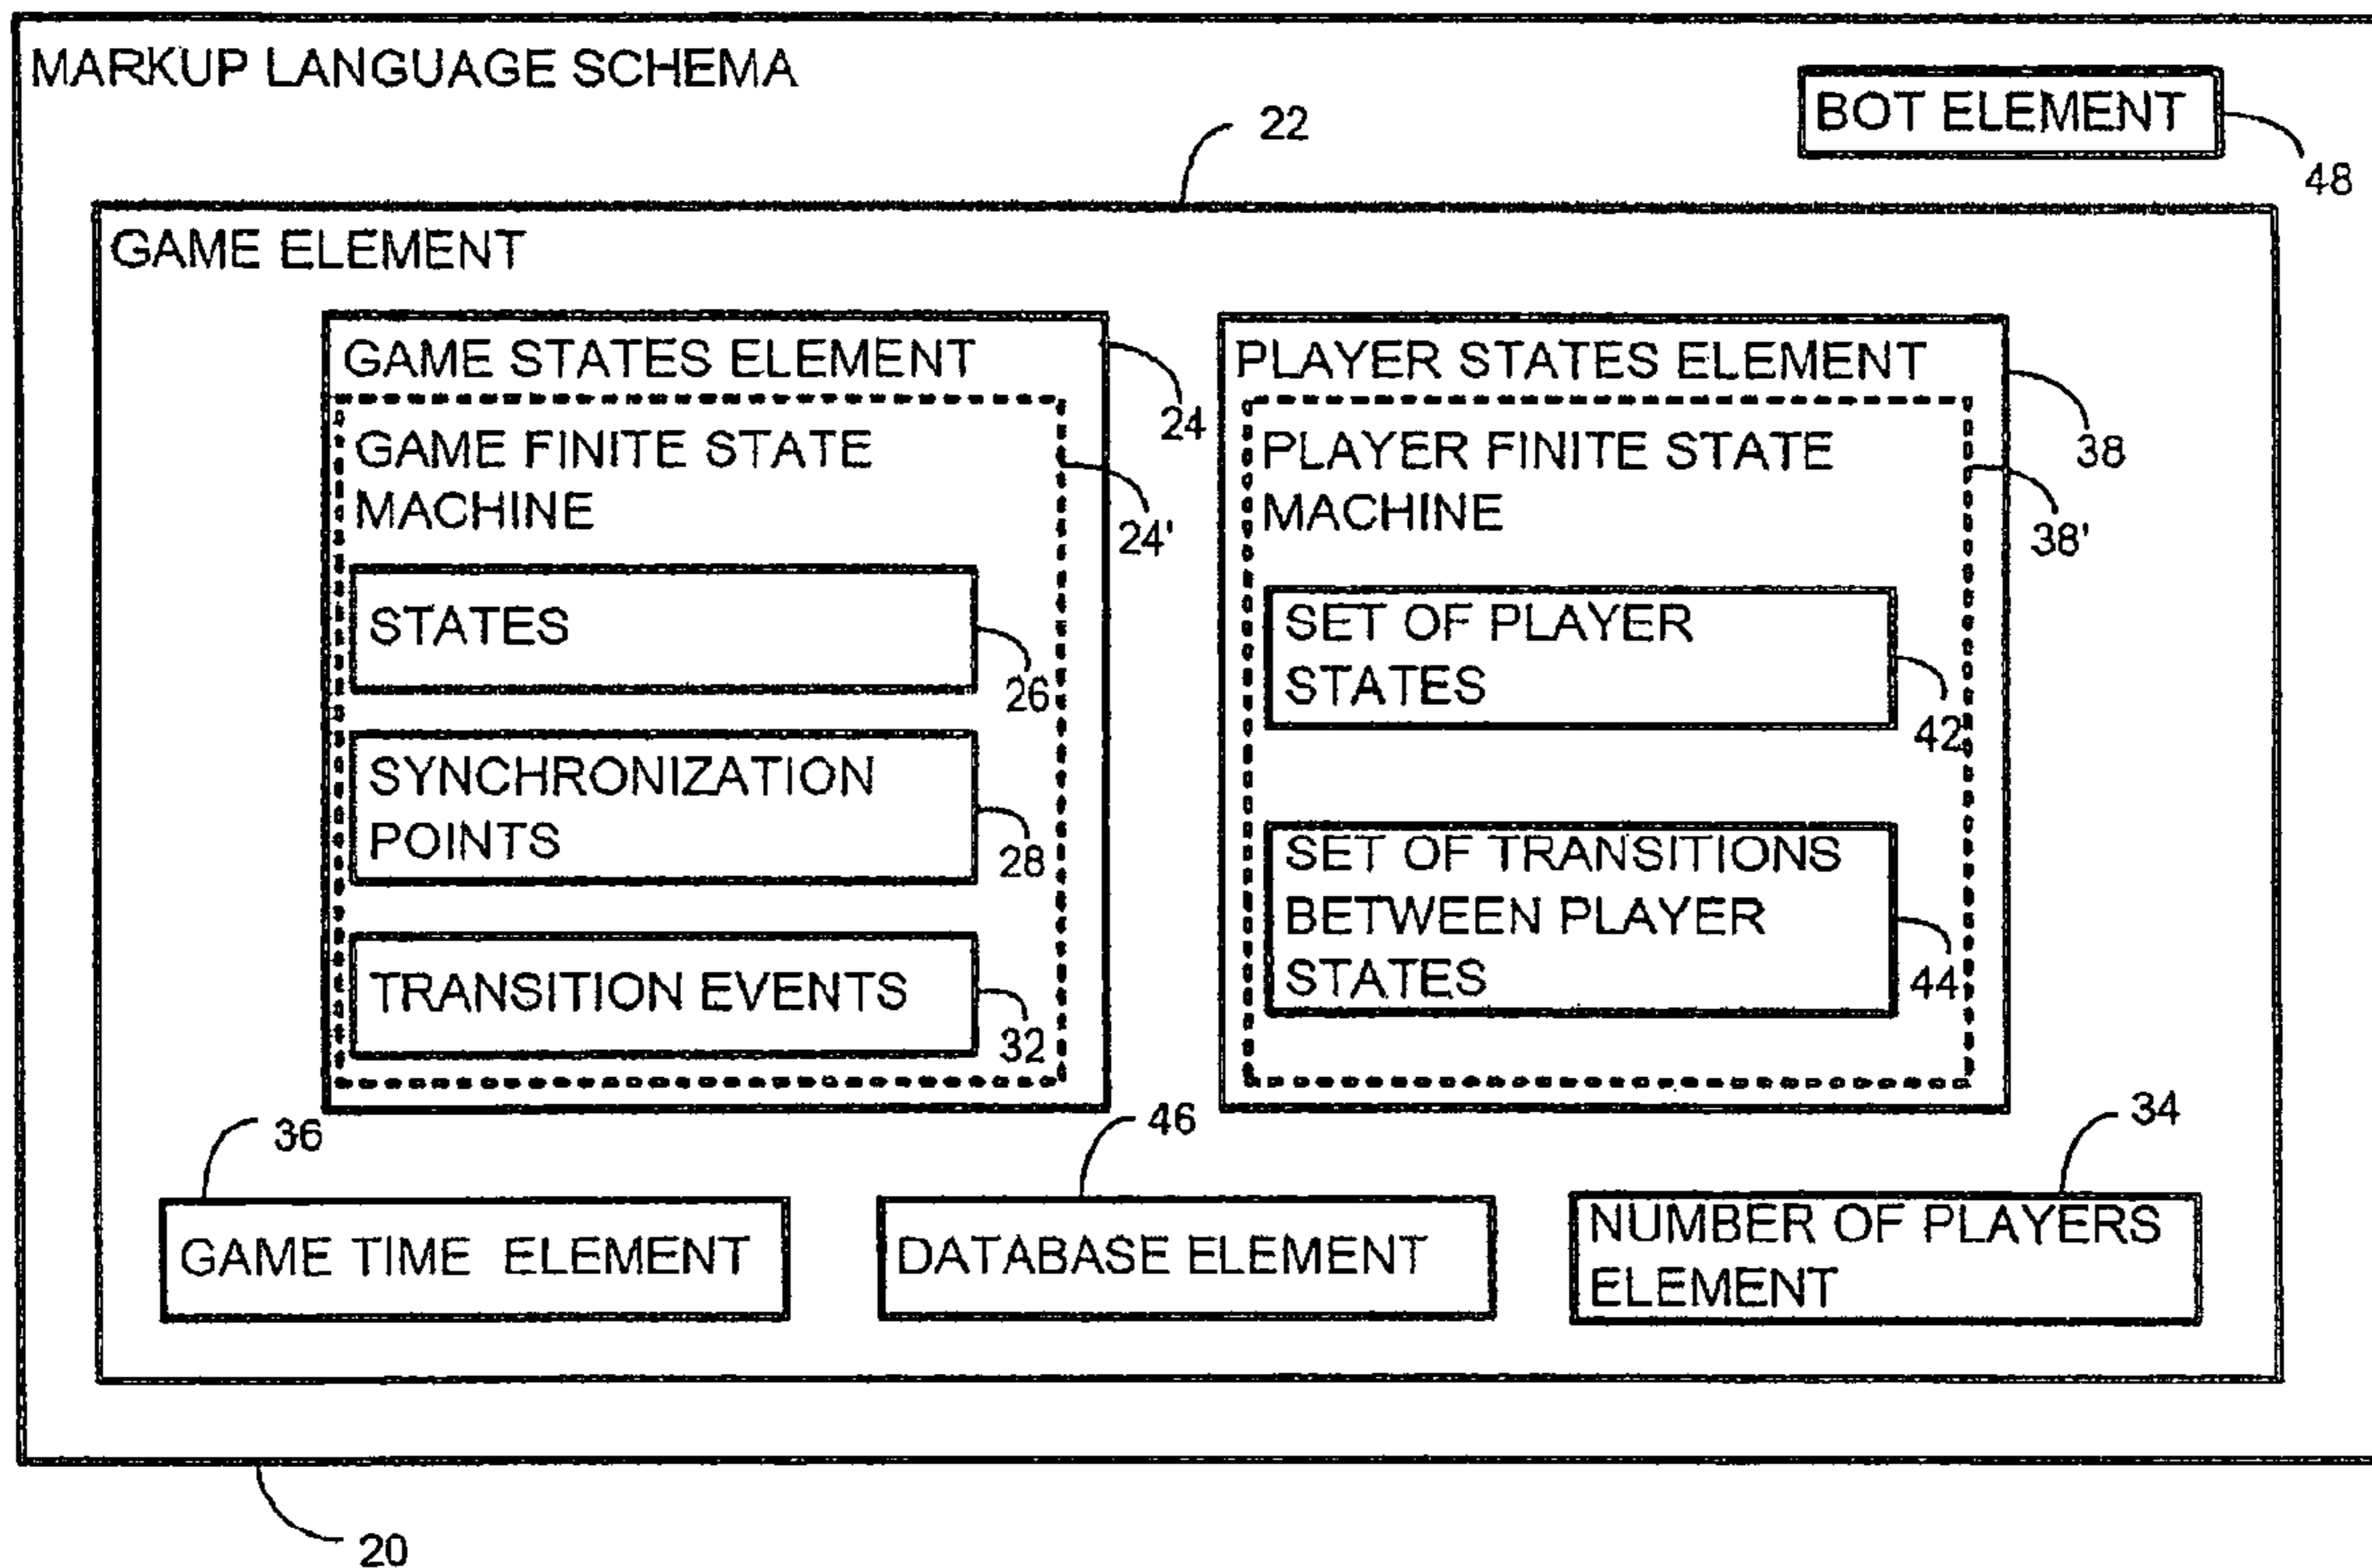 MARKUP LANGUAGE SCHEMA
BOT ELEMENT
48
22
GAME ELEMENT
GAME STATES ELEMENT
24
GAME FINITE STATE
MACHINE
24'
STATES
26
SYNCHRONIZATION
POINTS
28
TRANSITION EVENTS
32
PLAYER STATES ELEMENT
38
PLAYER FINITE STATE
MACHINE
38'
SET OF PLAYER
STATES
42
SET OF TRANSITIONS
BETWEEN PLAYER
STATES
44
36
GAME TIME ELEMENT
46
DATABASE ELEMENT
34
NUMBER OF PLAYERS
ELEMENT
20